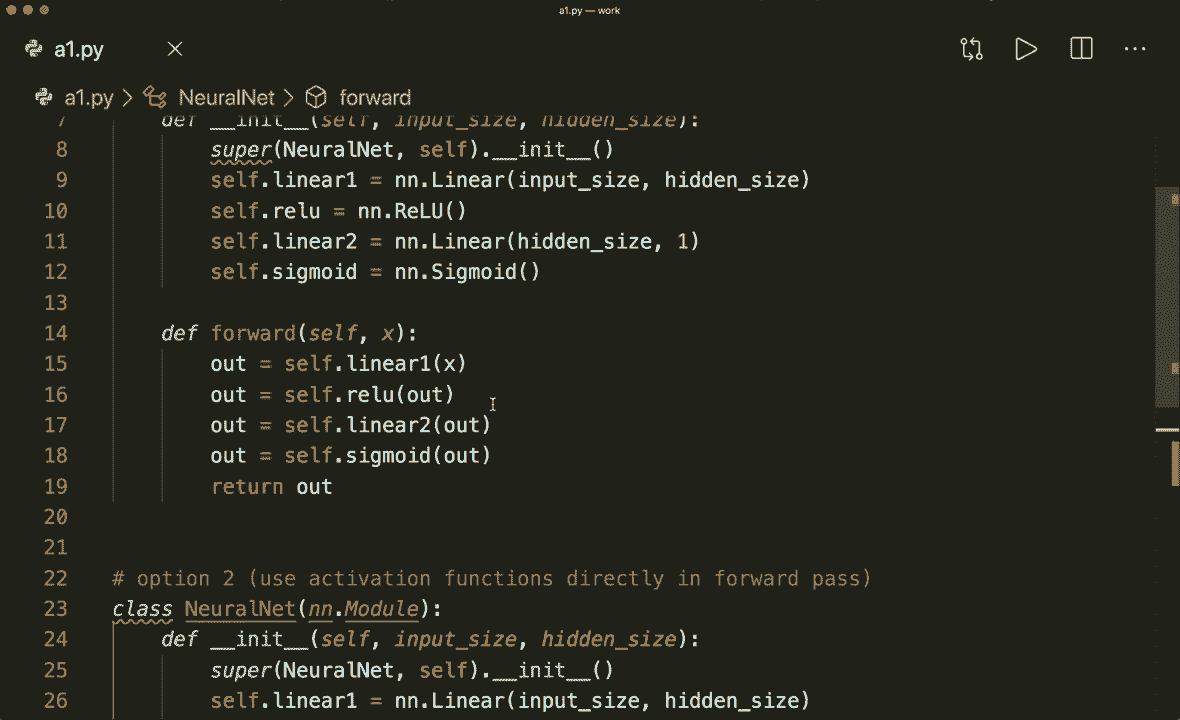 a1.py — work
a1.py
a1.py > NeuralNet > forward
7 def __init__(self, input_size, hidden_size):
8 super(NeuralNet, self).__init__()
9 self.linear1 = nn.Linear(input_size, hidden_size)
10 self.relu = nn.ReLU()
11 self.linear2 = nn.Linear(hidden_size, 1)
12 self.sigmoid = nn.Sigmoid()
13
14 def forward(self, x):
15 out = self.linear1(x)
16 out = self.relu(out)
17 out = self.linear2(out)
18 out = self.sigmoid(out)
19 return out
20
21
22 # option 2 (use activation functions directly in forward pass)
23 class NeuralNet(nn.Module):
24 def __init__(self, input_size, hidden_size):
25 super(NeuralNet, self).__init__()
26 self.linear1 = nn.Linear(input_size, hidden_size)